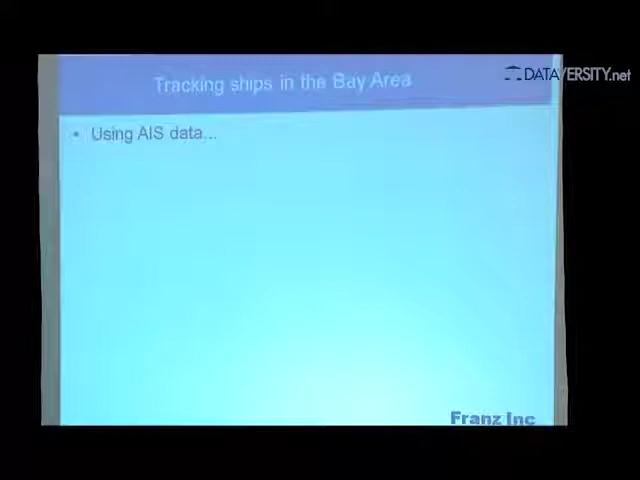 DATAVERSITY.net
Tracking ships in the Bay Area
• Using AIS data...
Franz Inc